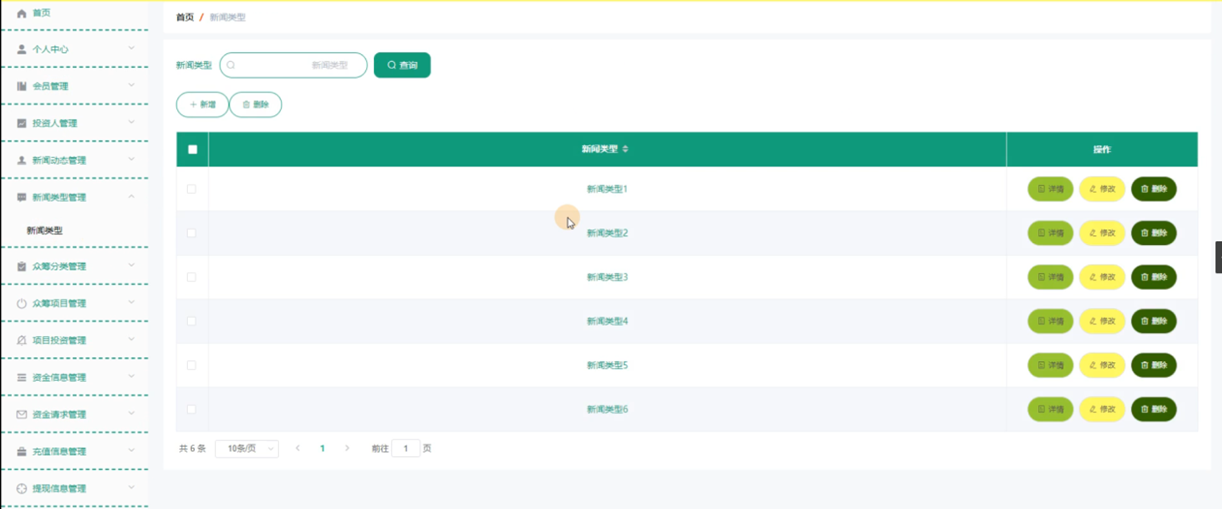 首页
个人中心
会员管理
投资人管理
新闻动态管理
新闻类型管理
新闻类型
众筹分类管理
众筹项目管理
项目投资管理
资金信息管理
资金请求管理
充值信息管理
提现信息管理
首页 / 新闻类型
新闻类型 新闻类型 查询
新增 删除
新闻类型 操作
新闻类型1 详情 修改 删除
新闻类型2 详情 修改 删除
新闻类型3 详情 修改 删除
新闻类型4 详情 修改 删除
新闻类型5 详情 修改 删除
新闻类型6 详情 修改 删除
共 6 条 10条/页 1 前往 1 页